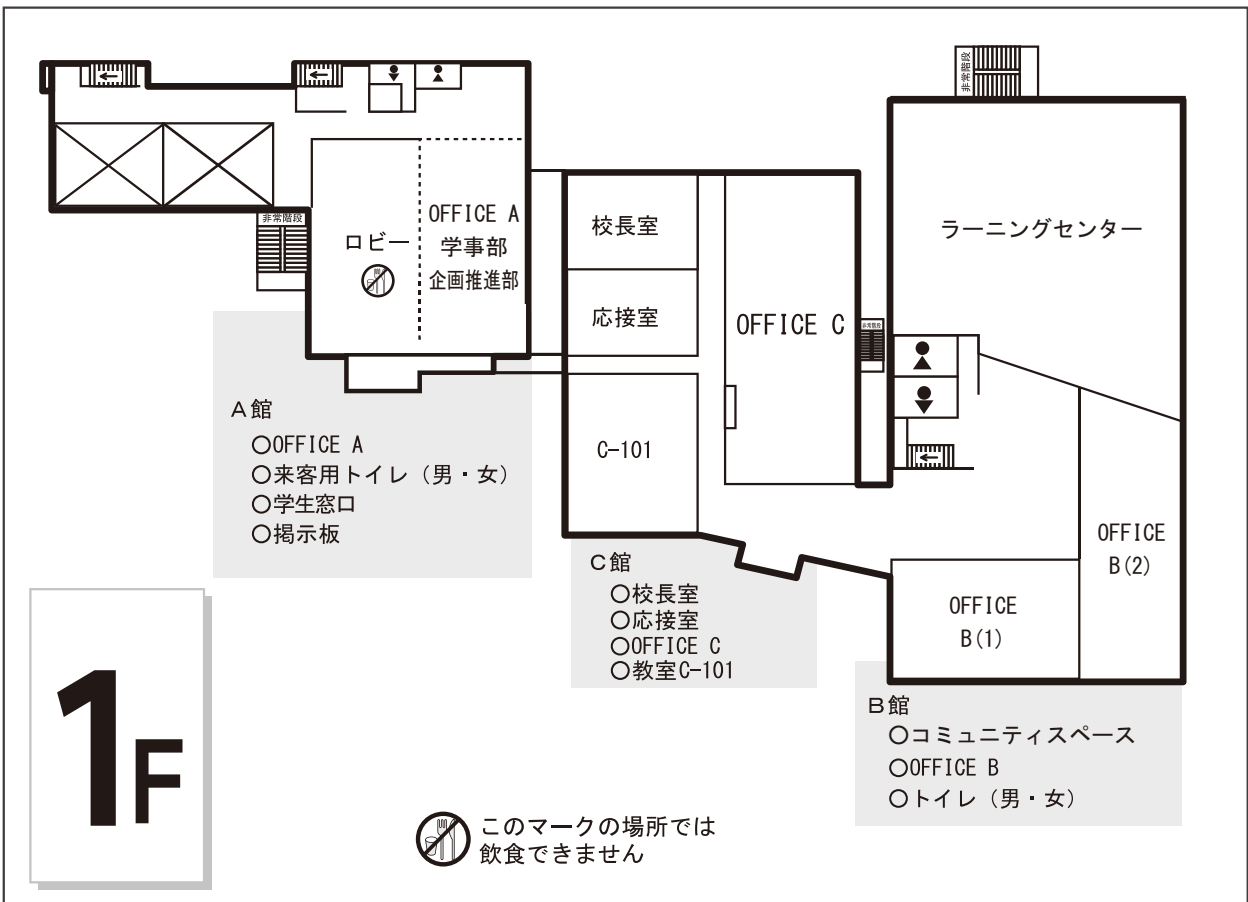 非常階段
ラーニングセンター
非常階段
ロビー
OFFICE A
学事部
企画推進部
校長室
応接室
OFFICE C
非常階段
C-101
OFFICE
B(2)
OFFICE
B(1)
A館
○OFFICE A
○来客用トイレ（男・女）
○学生窓口
○掲示板
C館
○校長室
○応接室
○OFFICE C
○教室C-101
B館
○コミュニティスペース
○OFFICE B
○トイレ（男・女）
1F
このマークの場所では
飲食できません